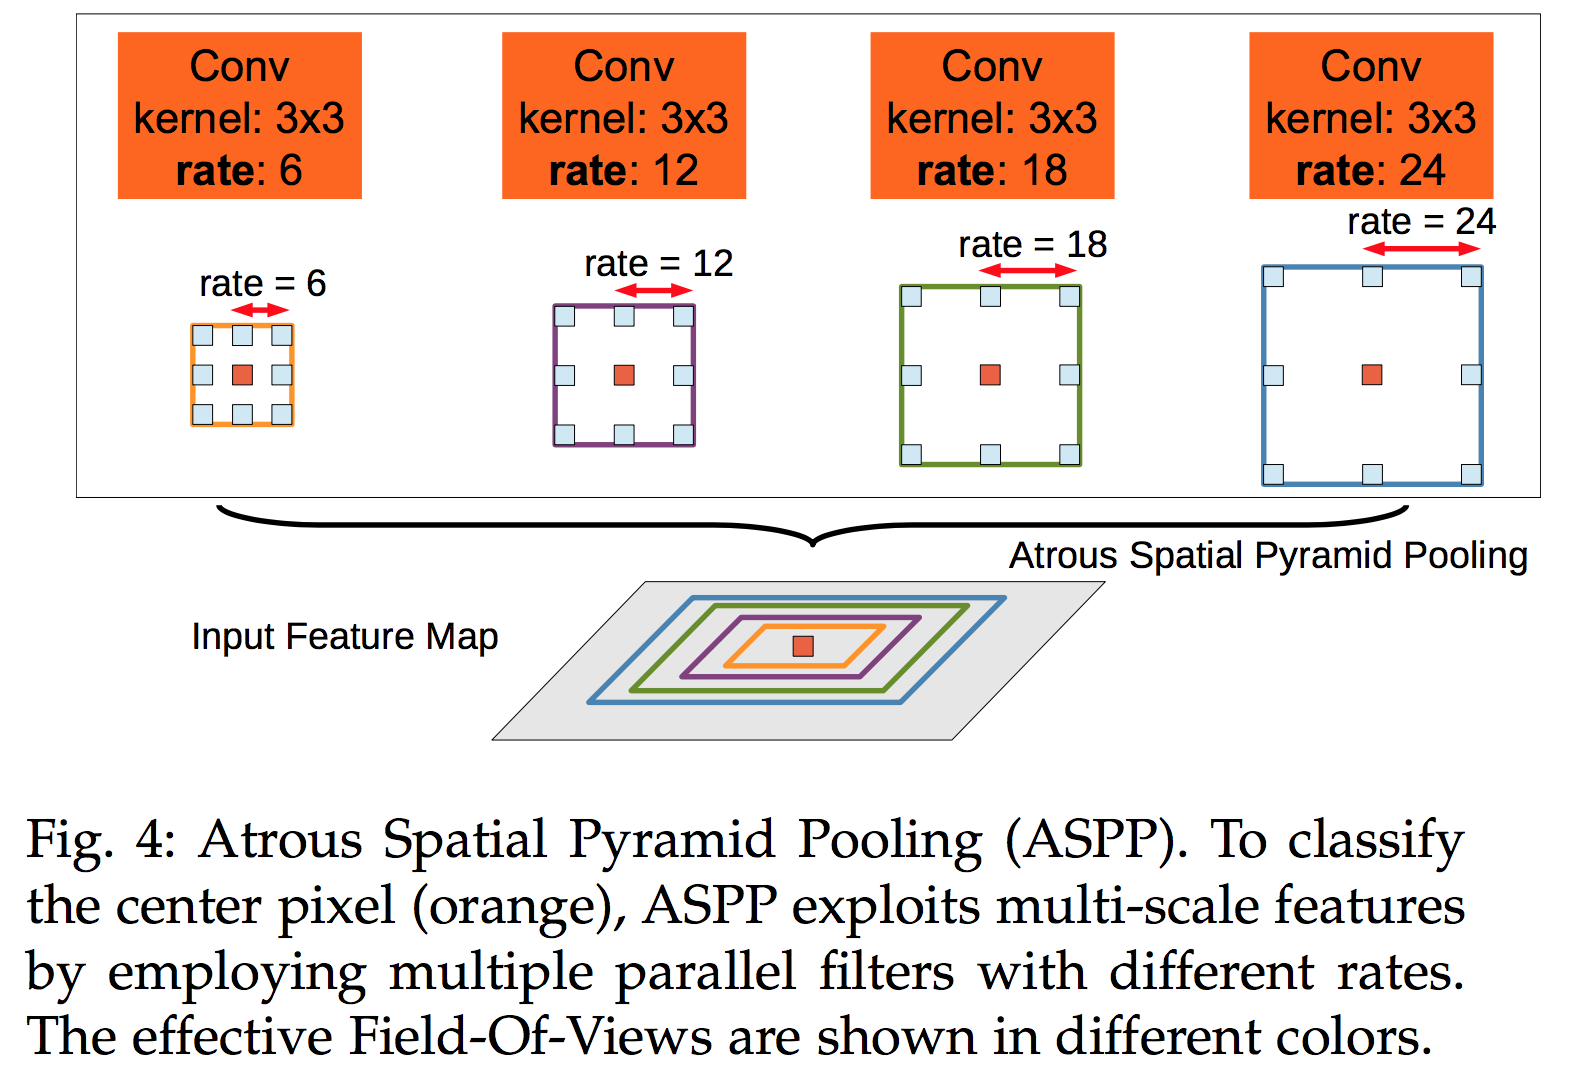 Conv
kernel: 3x3
rate: 6
Conv
kernel: 3x3
rate: 12
Conv
kernel: 3x3
rate: 18
Conv
kernel: 3x3
rate: 24
rate = 6
rate = 12
rate = 18
rate = 24
Atrous Spatial Pyramid Pooling
Input Feature Map
Fig. 4: Atrous Spatial Pyramid Pooling (ASPP). To classify
the center pixel (orange), ASPP exploits multi-scale features
by employing multiple parallel filters with different rates.
The effective Field-Of-Views are shown in different colors.